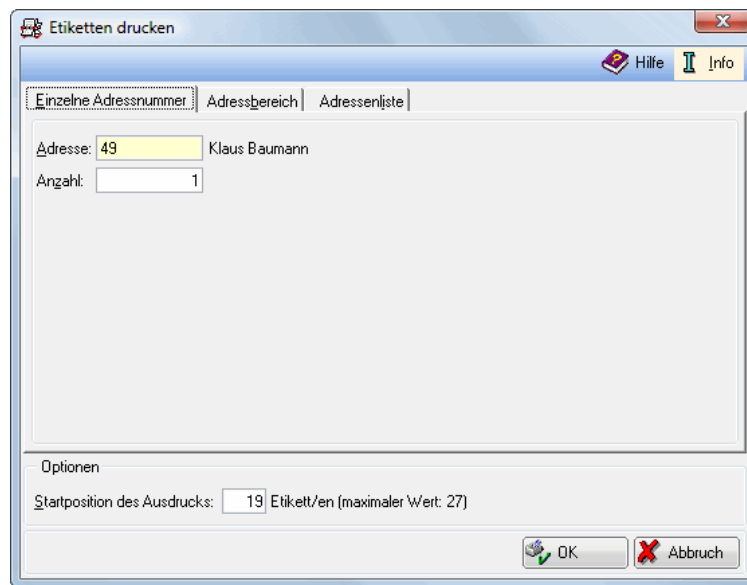 Etiketten drucken
Hilfe Info
Einzelne Adressnummer Adressbereich Adressenliste
Adresse: 49 Klaus Baumann
Anzahl: 1
Optionen
Startposition des Ausdrucks: 19 Etikett/en (maximaler Wert: 27)
OK Abbruch